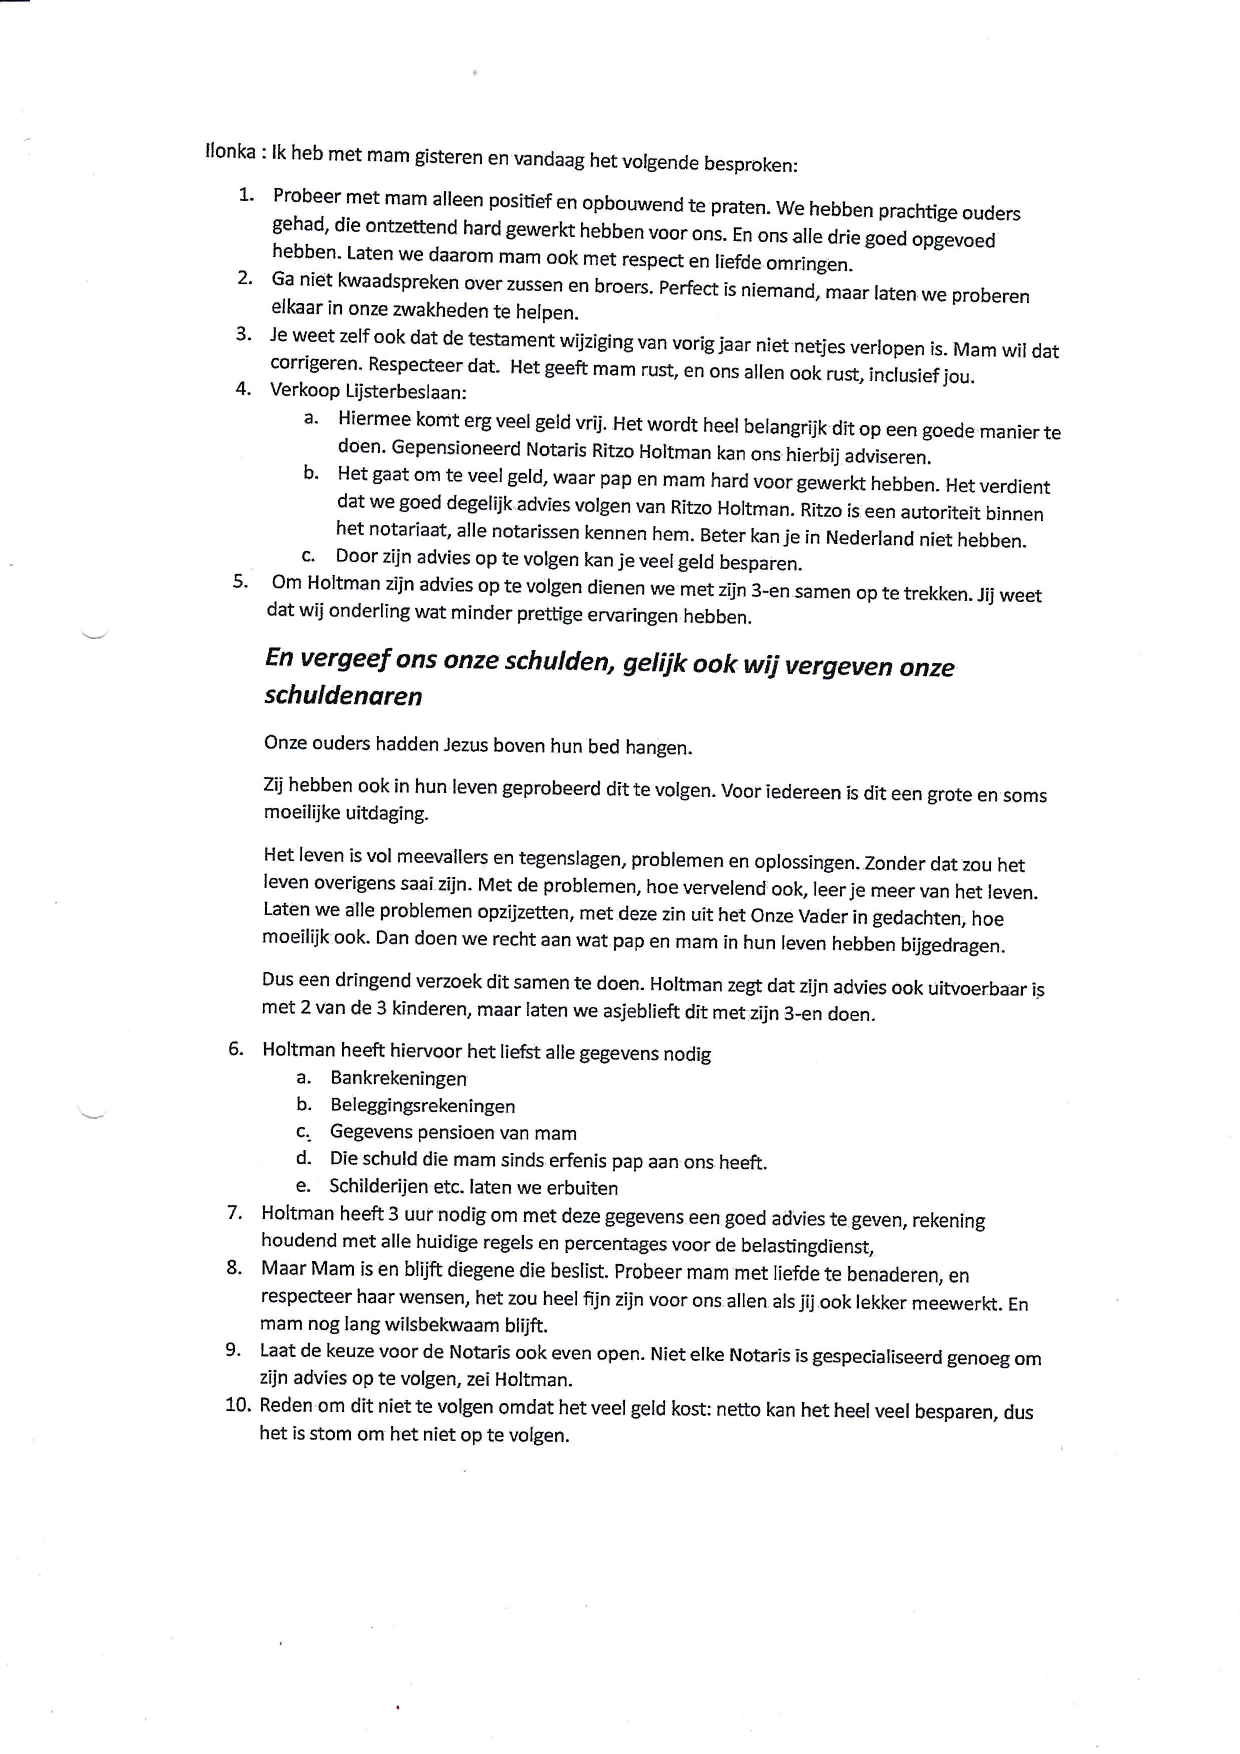 Ilonka : Ik heb met mam gisteren en vandaag het volgende besproken:
1. Probeer met mam alleen positief en opbouwend te praten. We hebben prachtige ouders
gehad, die ontzettend hard gewerkt hebben voor ons. En ons alle drie goed opgevoed
hebben. Laten we daarom mam ook met respect en liefde omringen.
2. Ga niet kwaadspreken over zussen en broers. Perfect is niemand, maar laten we proberen
elkaar in onze zwakheden te helpen.
3. Je weet zelf ook dat de testament wijziging van vorig jaar niet netjes verlopen is. Mam wil dat
corrigeren. Respecteer dat. Het geeft mam rust, en ons allen ook rust, inclusief jou.
4. Verkoop Lijsterbeslaan:
a. Hiermee komt erg veel geld vrij. Het wordt heel belangrijk dit op een goede manier te
doen. Gepensioneerd Notaris Ritzo Holtman kan ons hierbij adviseren.
b. Het gaat om te veel geld, waar pap en mam hard voor gewerkt hebben. Het verdient
dat we goed degelijk advies volgen van Ritzo Holtman. Ritzo is een autoriteit binnen
het notariaat, alle notarissen kennen hem. Beter kan je in Nederland niet hebben.
c. Door zijn advies op te volgen kan je veel geld besparen.
5. Om Holtman zijn advies op te volgen dienen we met zijn 3-en samen op te trekken. Jij weet
dat wij onderling wat minder prettige ervaringen hebben.
En vergeef ons onze schulden, gelijk ook wij vergeven onze
schuldenaren
Onze ouders hadden Jezus boven hun bed hangen.
Zij hebben ook in hun leven geprobeerd dit te volgen. Voor iedereen is dit een grote en soms
moeilijke uitdaging.
Het leven is vol meevallers en tegenslagen, problemen en oplossingen. Zonder dat zou het
leven overigens saai zijn. Met de problemen, hoe vervelend ook, leer je meer van het leven.
Laten we alle problemen opzijzetten, met deze zin uit het Onze Vader in gedachten, hoe
moeilijk ook. Dan doen we recht aan wat pap en mam in hun leven hebben bijgedragen.
Dus een dringend verzoek dit samen te doen. Holtman zegt dat zijn advies ook uitvoerbaar is
met 2 van de 3 kinderen, maar laten we asjeblieft dit met zijn 3-en doen.
6. Holtman heeft hiervoor het liefst alle gegevens nodig
a. Bankrekeningen
b. Beleggingsrekeningen
c. Gegevens pensioen van mam
d. Die schuld die mam sinds erfenis pap aan ons heeft.
e. Schilderijen etc. laten we erbuiten
7. Holtman heeft 3 uur nodig om met deze gegevens een goed advies te geven, rekening
houdend met alle huidige regels en percentages voor de belastingdienst,
8. Maar Mam is en blijft diegene die beslist. Probeer mam met liefde te benaderen, en
respecteer haar wensen, het zou heel fijn zijn voor ons allen als jij ook lekker meewerkt. En
mam nog lang wilsbekwaam blijft.
9. Laat de keuze voor de Notaris ook even open. Niet elke Notaris is gespecialiseerd genoeg om
zijn advies op te volgen, zei Holtman.
10. Reden om dit niet te volgen omdat het veel geld kost: netto kan het heel veel besparen, dus
het is stom om het niet op te volgen.